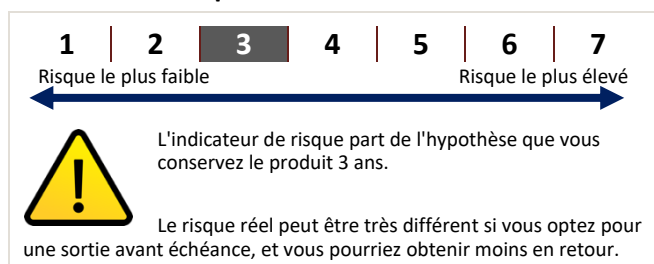 1 2 3 4 5 6 7
Risque le plus faible Risque le plus élevé
L'indicateur de risque part de l'hypothèse que vous
conservez le produit 3 ans.
Le risque réel peut être très différent si vous optez pour
une sortie avant échéance, et vous pourriez obtenir moins en retour.